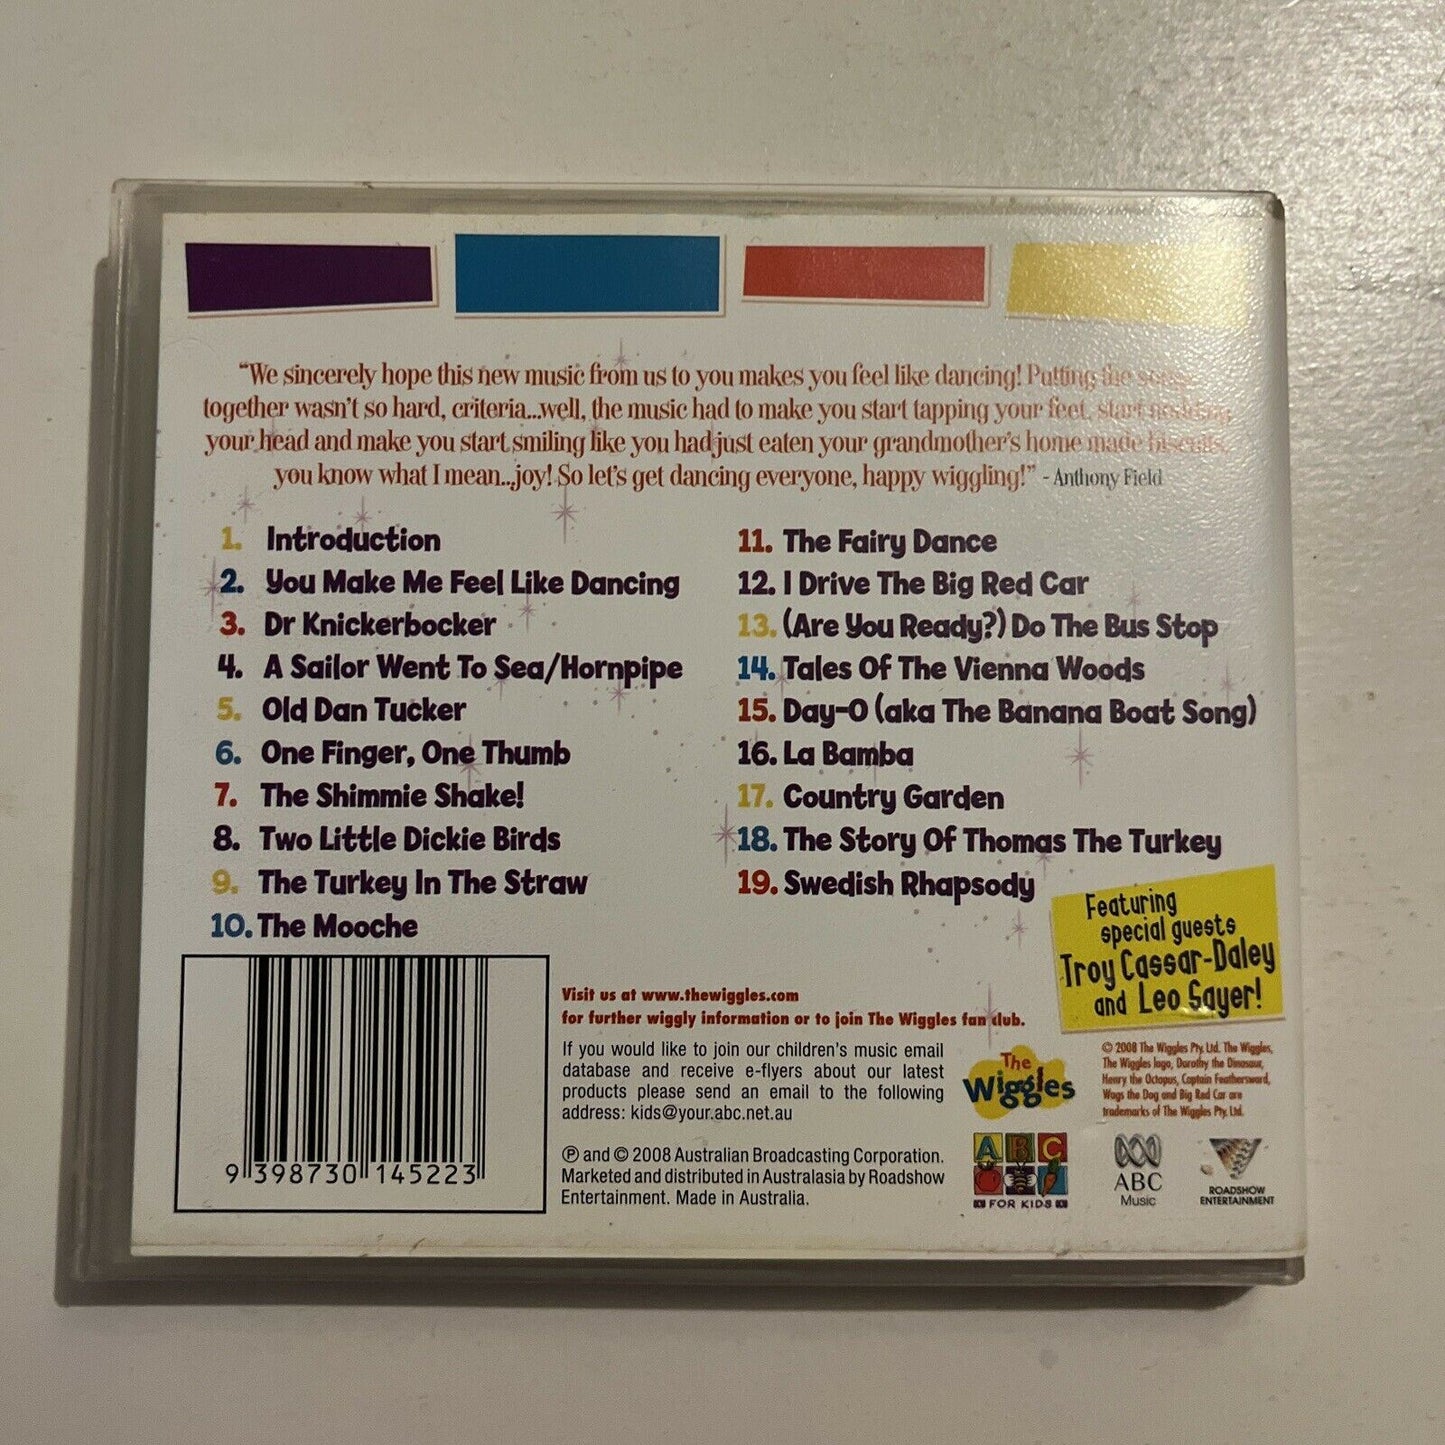 “We sincerely hope this new music from us to you makes you feel like dancing! Putting the songs
together wasn’t so hard, criteria...well, the music had to make you start tapping your feet, start nodding
your head and make you start smiling like you had just eaten your grandmother’s home made biscuits,
you know what I mean...joy! So let’s get dancing everyone, happy wiggling!” - Anthony Field
1. Introduction
2. You Make Me Feel Like Dancing
3. Dr Knickerbocker
4. A Sailor Went To Sea/Hornpipe
5. Old Dan Tucker
6. One Finger, One Thumb
7. The Shimmie Shake!
8. Two Little Dickie Birds
9. The Turkey In The Straw
10. The Mooche
11. The Fairy Dance
12. I Drive The Big Red Car
13. (Are You Ready?) Do The Bus Stop
14. Tales Of The Vienna Woods
15. Day-O (aka The Banana Boat Song)
16. La Bamba
17. Country Garden
18. The Story Of Thomas The Turkey
19. Swedish Rhapsody
Featuring
special guests
Troy Cassar-Daley
and Leo Sayer!
9 398730 145223
Visit us at www.thewiggles.com
for further wiggly information or to join The Wiggles fan club.
If you would like to join our children's music email
database and receive e-flyers about our latest
products please send an email to the following
address: kids@your.abc.net.au
℗ and © 2008 Australian Broadcasting Corporation.
Marketed and distributed in Australasia by Roadshow
Entertainment. Made in Australia.
The
Wiggles
© 2008 The Wiggles Pty. Ltd. The Wiggles,
The Wiggles logo, Dorothy the Dinosaur,
Henry the Octopus, Captain Feathersword,
Wags the Dog and Big Red Car are
trademarks of The Wiggles Pty. Ltd.
ABC
FOR KIDS
ABC
Music
ROADSHOW
ENTERTAINMENT